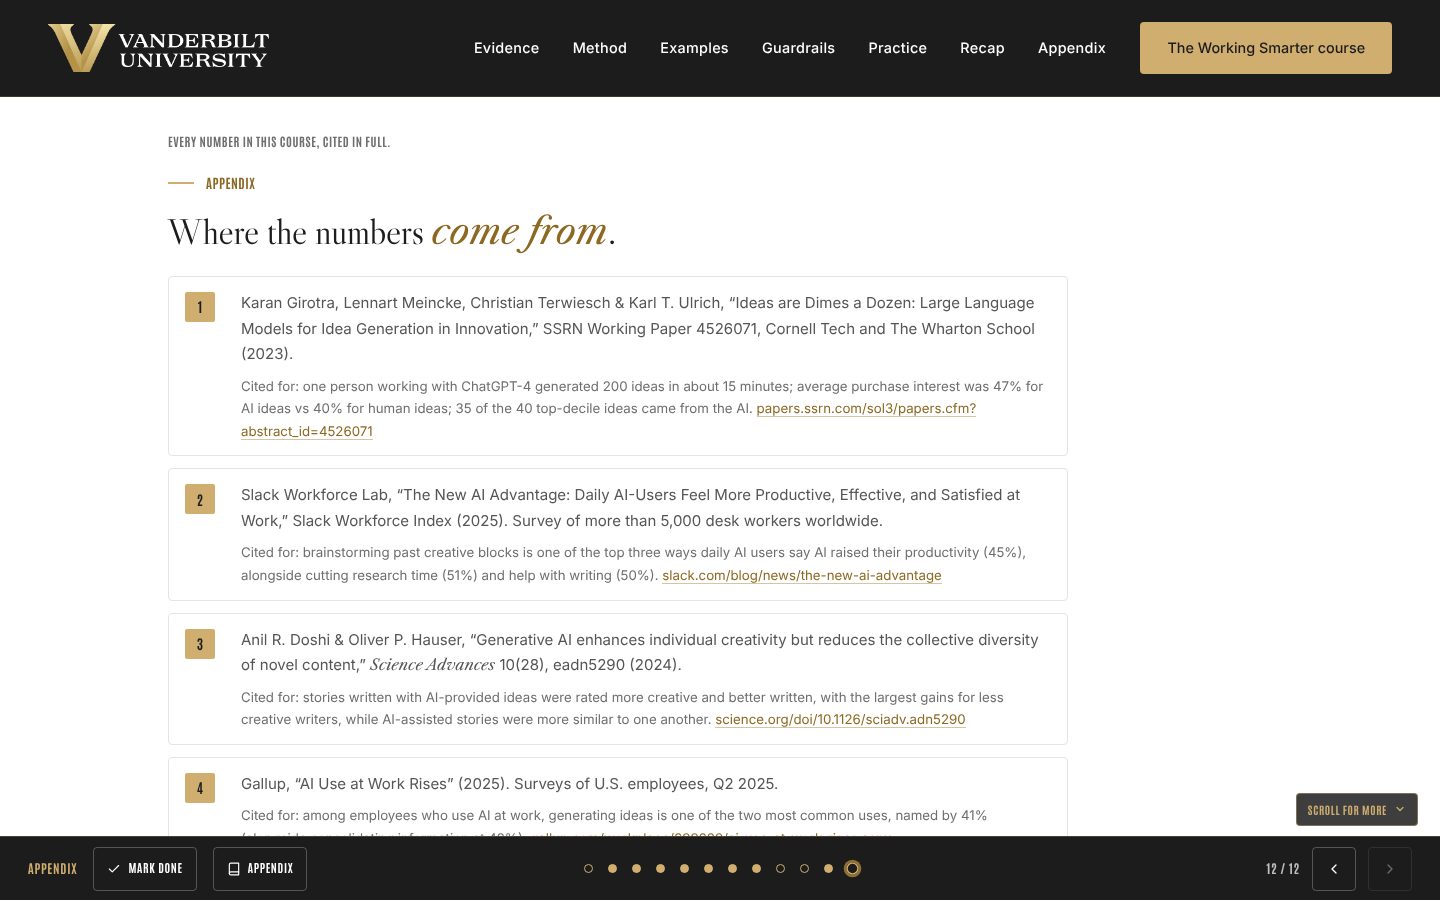 VANDERBILT
UNIVERSITY
Evidence Method Examples Guardrails Practice Recap Appendix The Working Smarter course
EVERY NUMBER IN THIS COURSE, CITED IN FULL.
APPENDIX
Where the numbers come from.
1
Karan Girotra, Lennart Meincke, Christian Terwiesch & Karl T. Ulrich, “Ideas are Dimes a Dozen: Large Language
Models for Idea Generation in Innovation,” SSRN Working Paper 4526071, Cornell Tech and The Wharton School
(2023).
Cited for: one person working with ChatGPT-4 generated 200 ideas in about 15 minutes; average purchase interest was 47% for
AI ideas vs 40% for human ideas; 35 of the 40 top-decile ideas came from the AI. papers.ssrn.com/sol3/papers.cfm?
abstract_id=4526071
2
Slack Workforce Lab, “The New AI Advantage: Daily AI-Users Feel More Productive, Effective, and Satisfied at
Work,” Slack Workforce Index (2025). Survey of more than 5,000 desk workers worldwide.
Cited for: brainstorming past creative blocks is one of the top three ways daily AI users say AI raised their productivity (45%),
alongside cutting research time (51%) and help with writing (50%). slack.com/blog/news/the-new-ai-advantage
3
Anil R. Doshi & Oliver P. Hauser, “Generative AI enhances individual creativity but reduces the collective diversity
of novel content,” Science Advances 10(28), eadn5290 (2024).
Cited for: stories written with AI-provided ideas were rated more creative and better written, with the largest gains for less
creative writers, while AI-assisted stories were more similar to one another. science.org/doi/10.1126/sciadv.adn5290
4
Gallup, “AI Use at Work Rises” (2025). Surveys of U.S. employees, Q2 2025.
Cited for: among employees who use AI at work, generating ideas is one of the two most common uses, named by 41%
SCROLL FOR MORE
APPENDIX MARK DONE APPENDIX 12 / 12